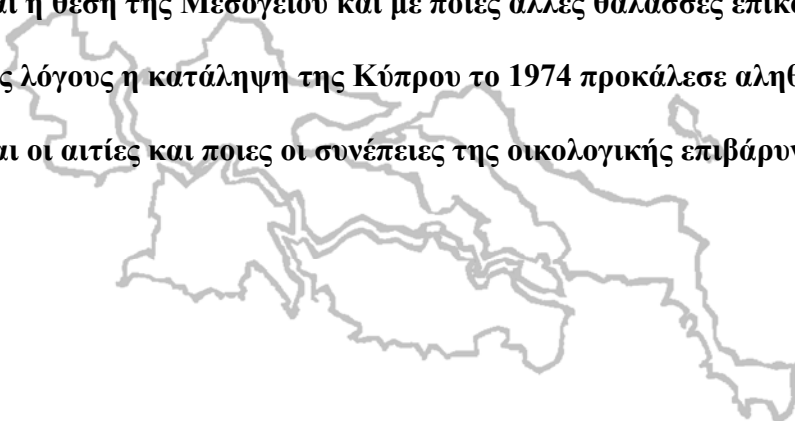 αι η θέση της Μεσογείου και με ποιες άλλες θάλασσες επικο
ς λόγους η κατάληψη της Κύπρου το 1974 προκάλεσε αληθ
αι οι αιτίες και ποιες οι συνέπειες της οικολογικής επιβάρυν